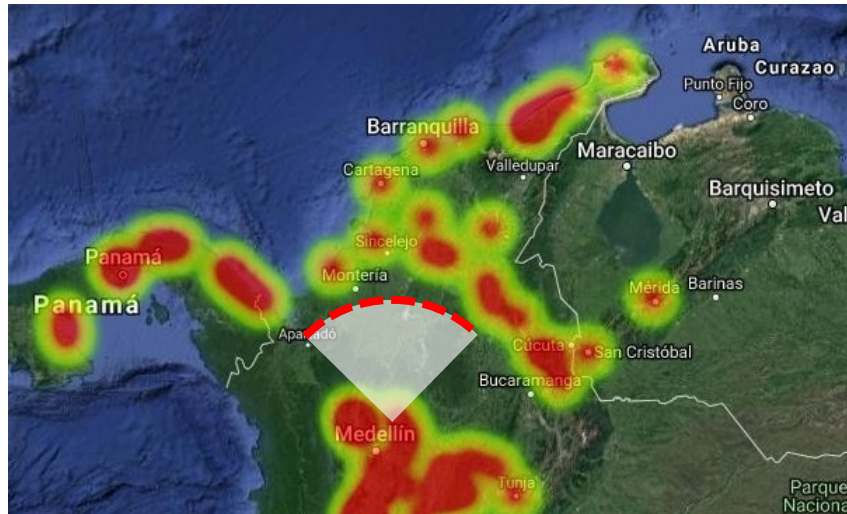 Aruba
Curazao
Punto Fijo
Coro
Barranquilla
Maracaibo
Valledupar
Cartagena
Barquisimeto
Val
Sincelejo
Panamá
Montería
Mérida
Barinas
Panamá
Apartadó
Cúcuta
San Cristóbal
Bucaramanga
Medellín
Tunja
Parque
Naciona